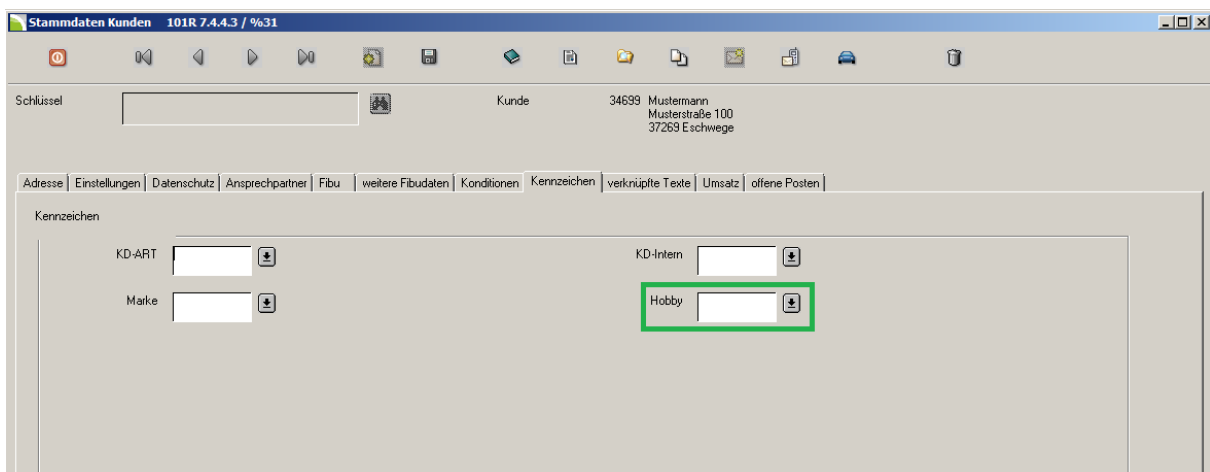 Stammdaten Kunden 101R 7.4.4.3 / %31
Schlüssel
Kunde 34699 Mustermann
Musterstraße 100
37269 Eschwege
Adresse Einstellungen Datenschutz Ansprechpartner Fibu weitere Fibudaten Konditionen Kennzeichen verknüpfte Texte Umsatz offene Posten
Kennzeichen
KD-ART KD-Intern
Marke Hobby